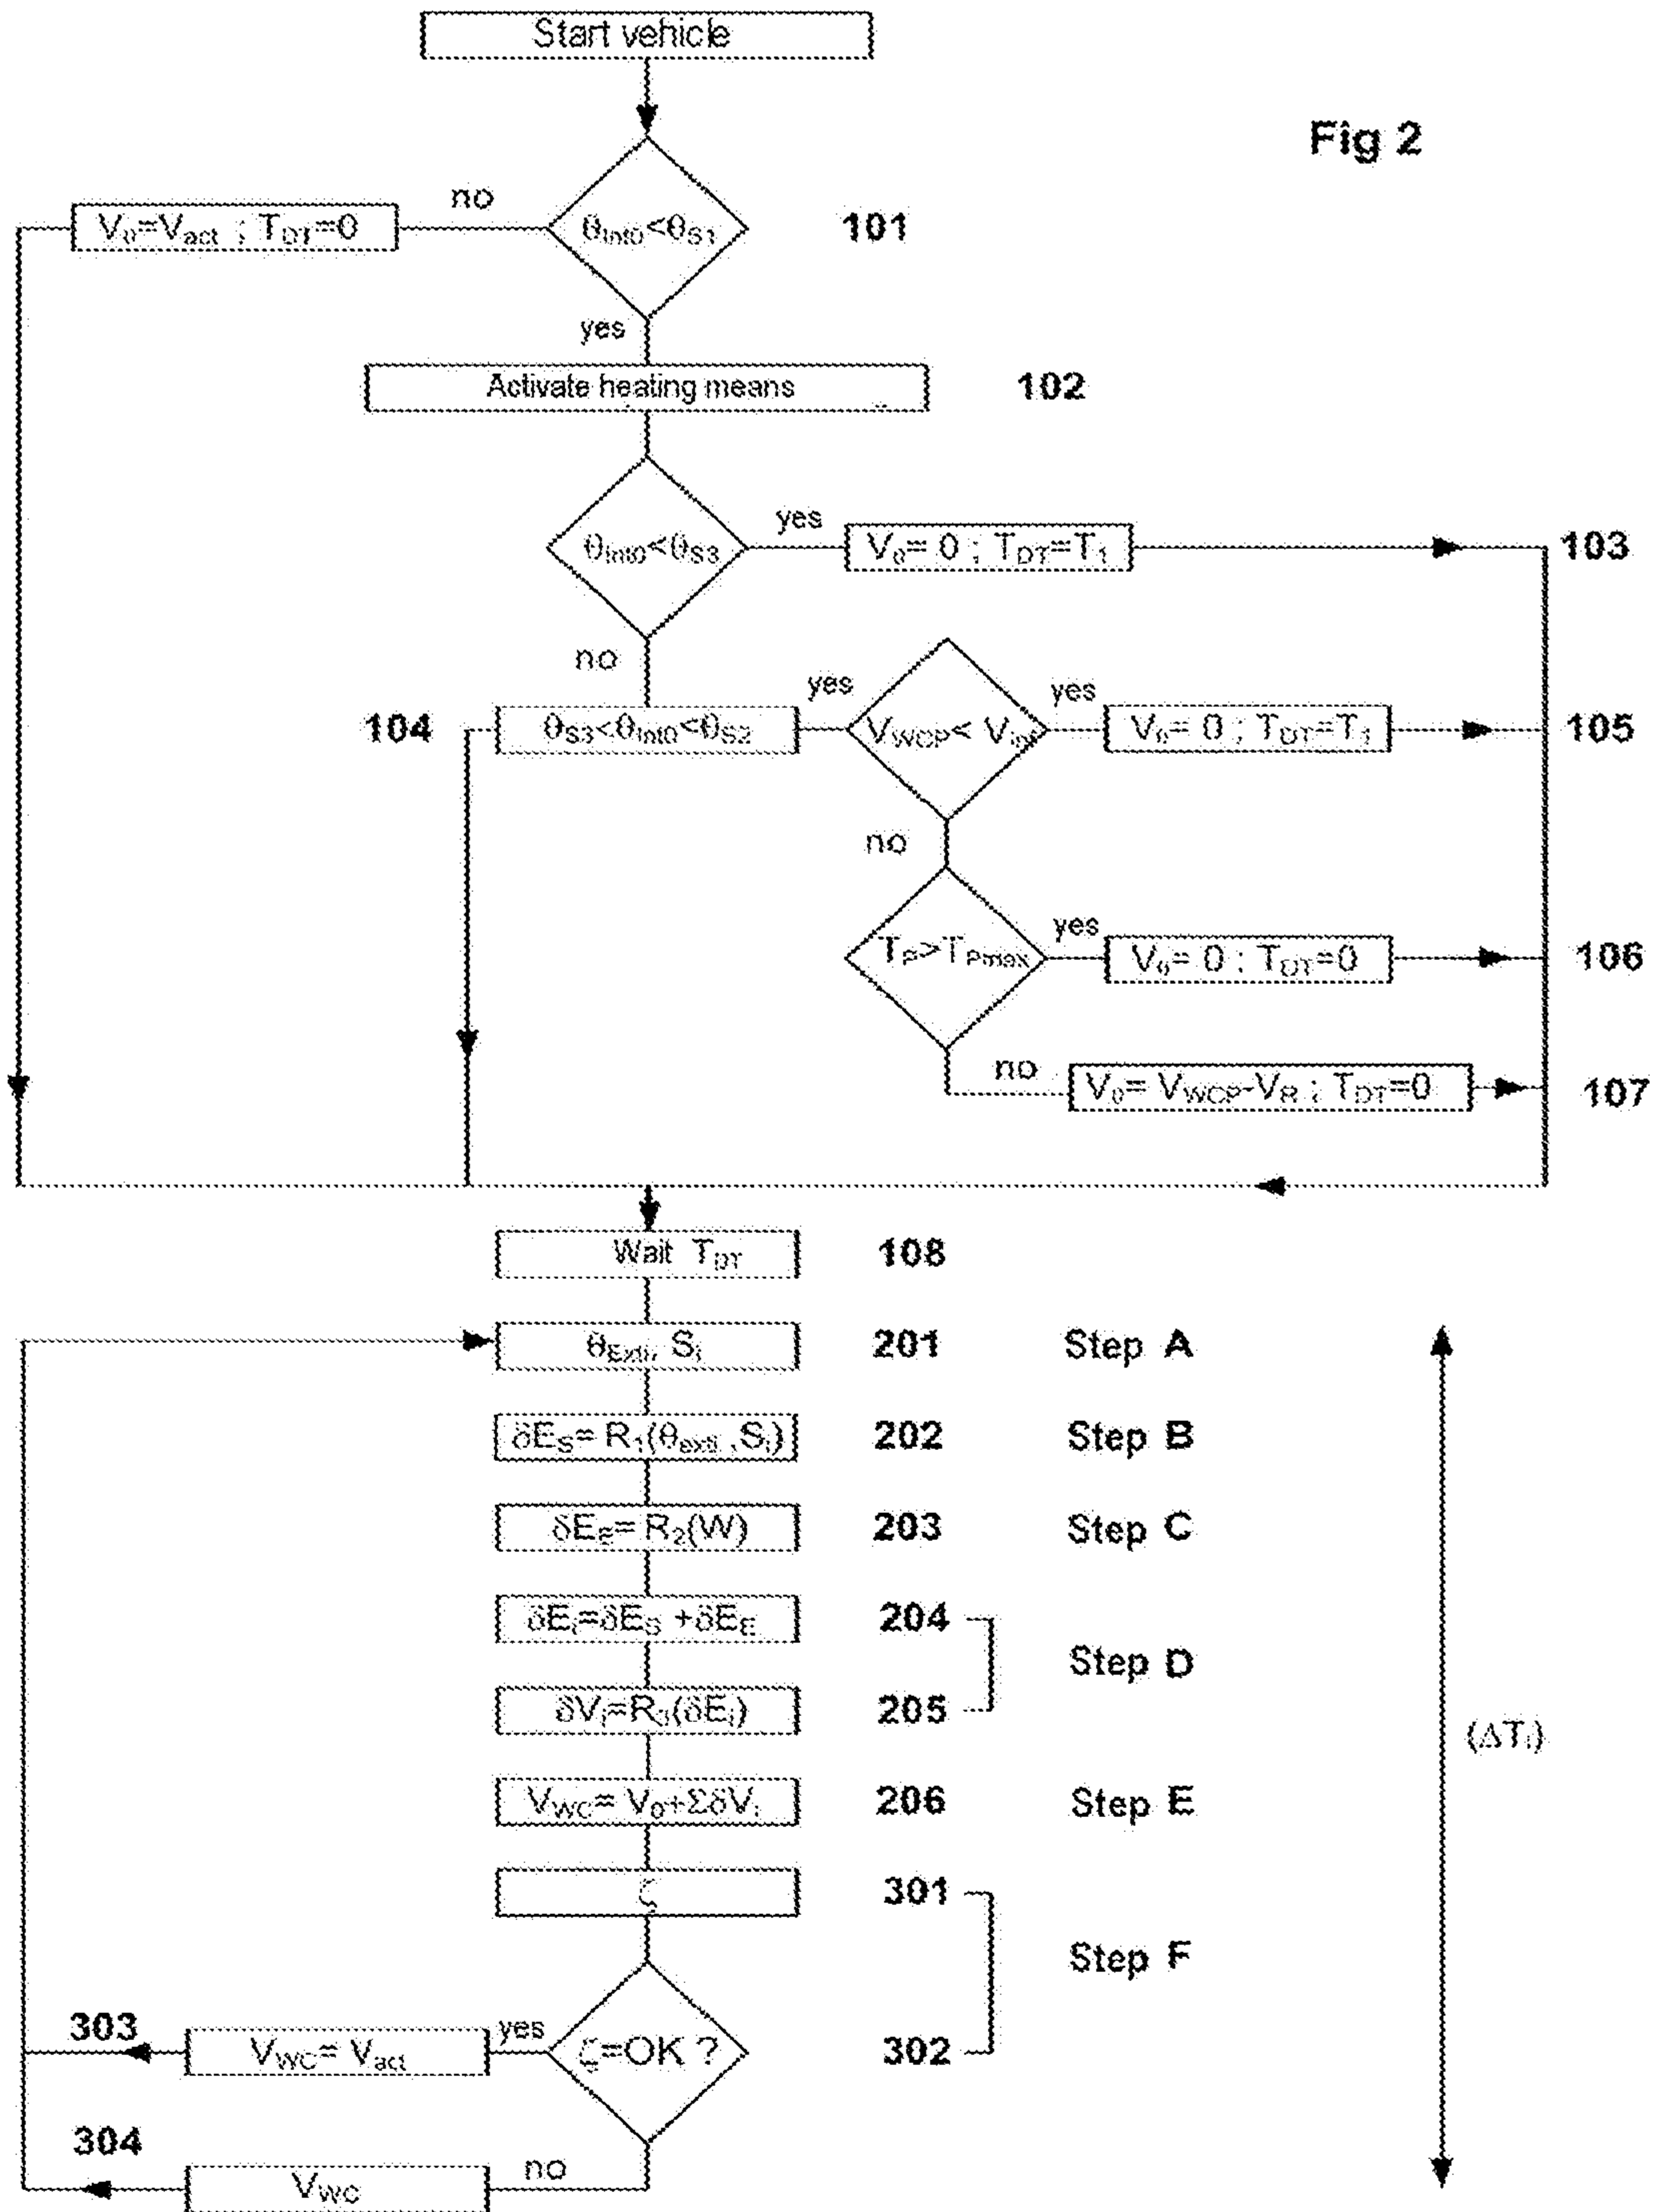 Start vehicle
Fig 2
no
V₀=Vact ; TDT=0
θint0<θS1
101
yes
Activate heating means
102
θint0<θS3
yes
V₀= 0 ; TDT=T₁
103
no
104
θS3<θint0<θS2
yes
VWCP< Vinf
yes
V₀= 0 ; TDT=T₁
105
no
TP>TPmax
yes
V₀= 0 ; TDT=0
106
no
V₀= VWCP-VR ; TDT=0
107
Wait TDT
108
θExti, Si
201
Step A
δES= R₁(θexti ,Si)
202
Step B
δEE= R₂(W)
203
Step C
δEi=δES +δEE
204
Step D
δVi=R₃(δEi)
205
(ΔTi)
VWC= V₀+ΣδVi
206
Step E
ζ
301
Step F
303
VWC= Vact
yes
ζ=OK ?
302
304
VWC
no